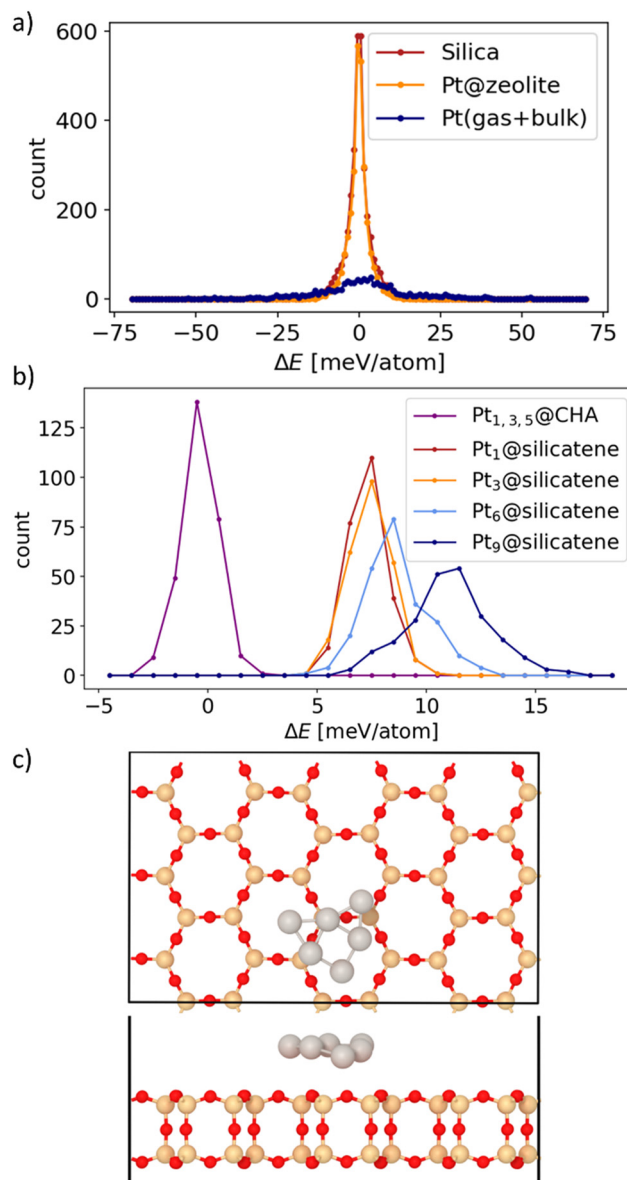 a)
600
400
200
0
count
Silica
Pt@zeolite
Pt(gas+bulk)
−75 −50 −25 0 25 50 75
ΔE [meV/atom]
b)
125
100
75
50
25
0
count
Pt₁,₃,₅@CHA
Pt₁@silicatene
Pt₃@silicatene
Pt₆@silicatene
Pt₉@silicatene
−5 0 5 10 15
ΔE [meV/atom]
c)